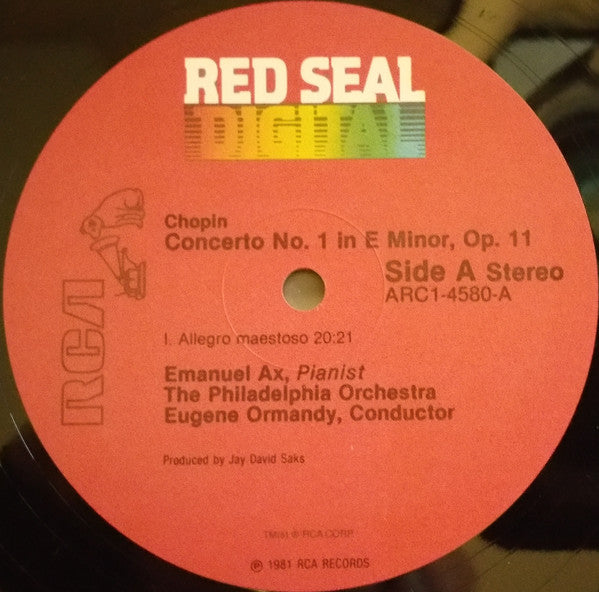 RED SEAL
DIGITAL
Chopin
Concerto No. 1 in E Minor, Op. 11
Side A Stereo
ARC1-4580-A
RCA
I. Allegro maestoso 20:21
Emanuel Ax, Pianist
The Philadelphia Orchestra
Eugene Ormandy, Conductor
Produced by Jay David Saks
TM(s) ® RCA CORP.
℗ 1981 RCA RECORDS